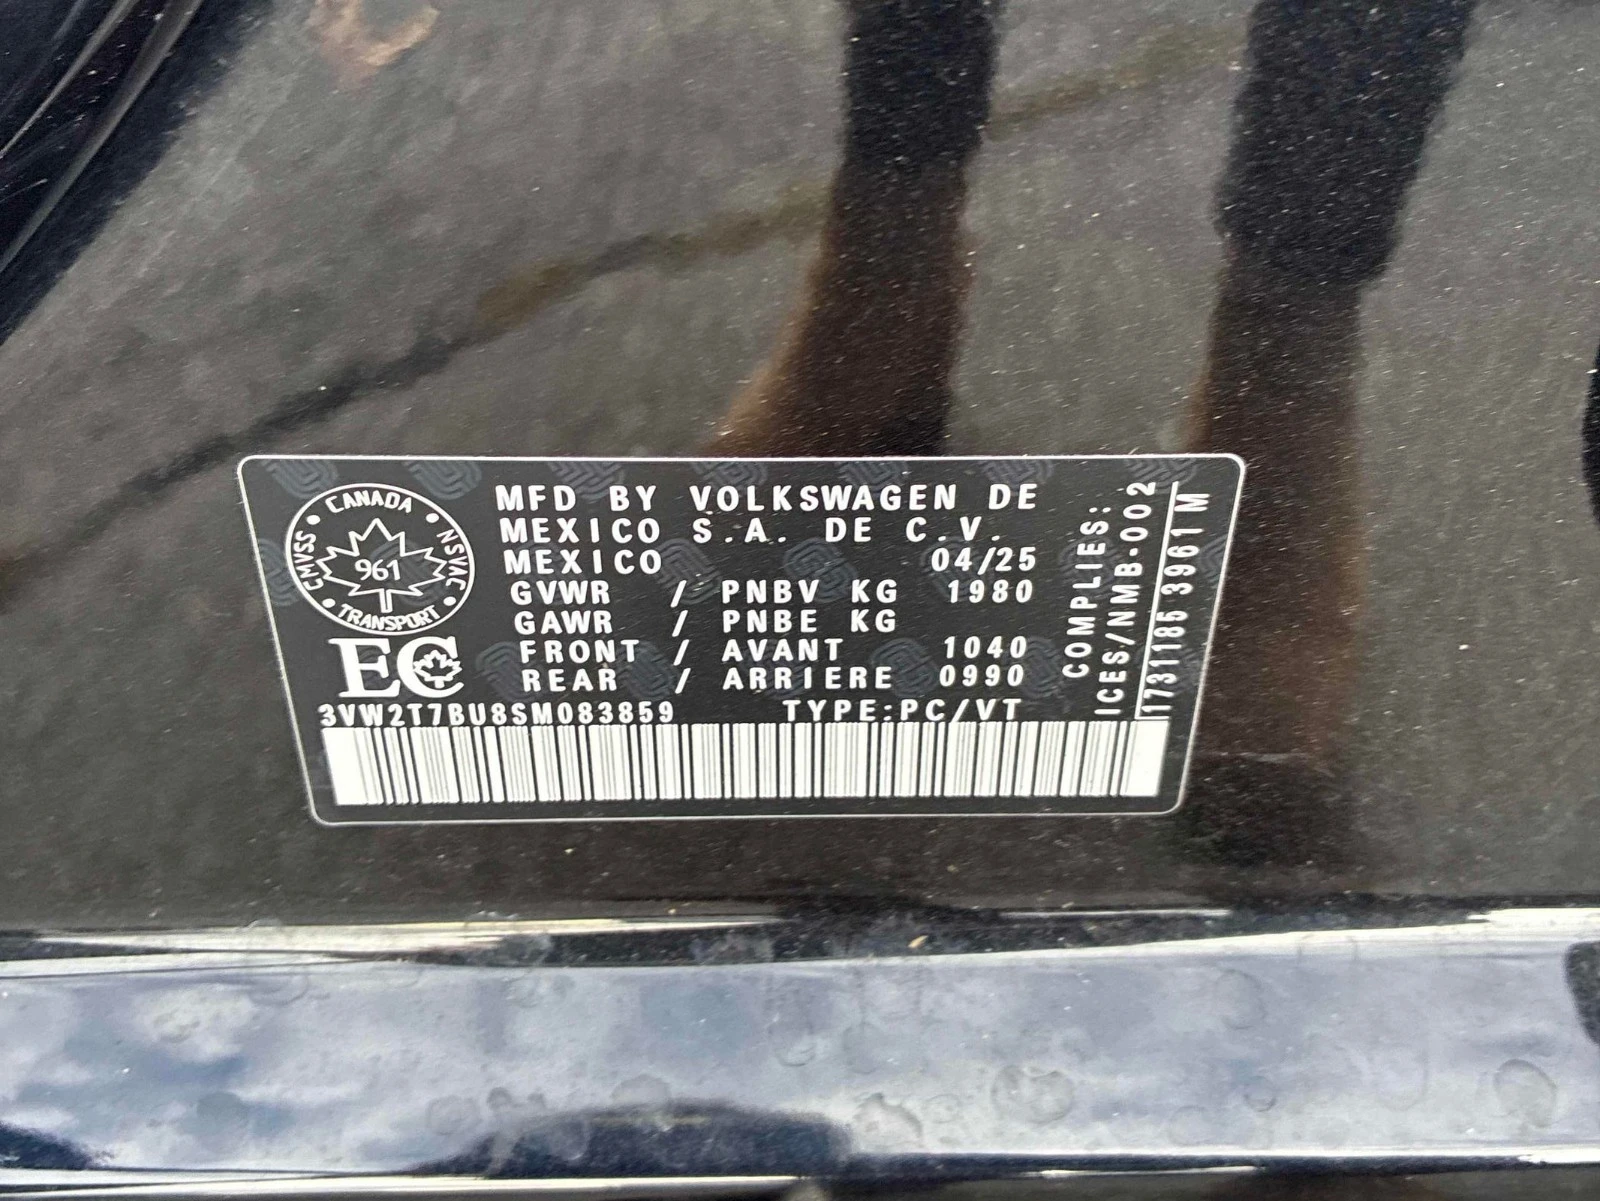 CANADA
CMVSS
NSVAC
961
TRANSPORT
EC
MFD BY VOLKSWAGEN DE
MEXICO S.A. DE C.V.
MEXICO 04/25
GVWR / PNBV KG 1980
GAWR / PNBE KG
FRONT / AVANT 1040
REAR / ARRIERE 0990
3VW2T7BU8SM083859 TYPE:PC/VT
COMPLIES:
ICES/NMB-002
17311185 3961 M